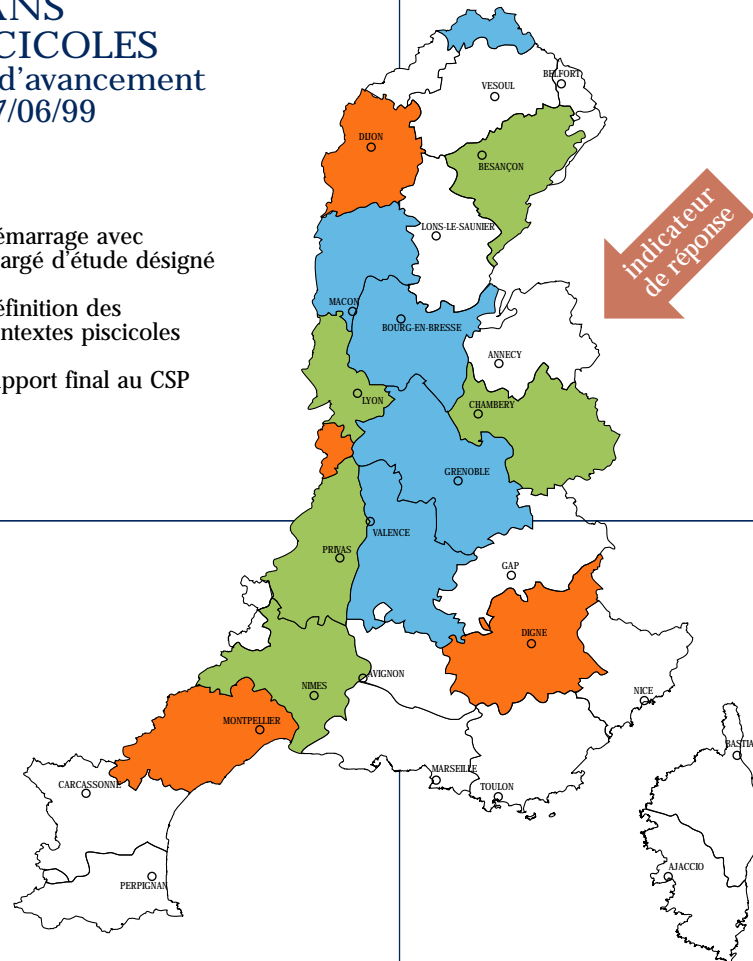 ANS
CICOLES
d'avancement
7/06/99
émarrage avec
argé d'étude désigné
éfinition des
ntextes piscicoles
pport final au CSP
indicateur
de réponse
VESOUL
BELFORT
DIJON
BESANÇON
LONS-LE-SAUNIER
MACON
BOURG-EN-BRESSE
ANNECY
LYON
CHAMBERY
GRENOBLE
VALENCE
PRIVAS
GAP
DIGNE
AVIGNON
NIMES
NICE
MONTPELLIER
BASTIA
MARSEILLE
CARCASSONNE
TOULON
AJACCIO
PERPIGNAN